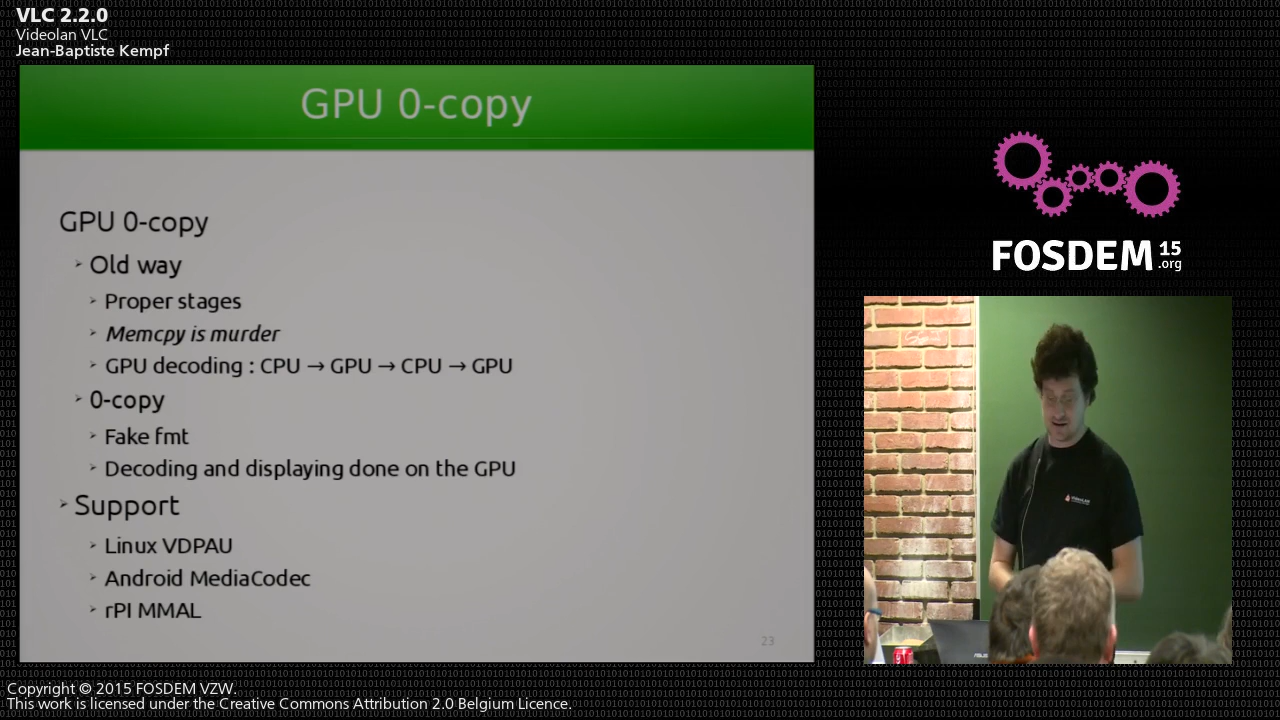 VLC 2.2.0
Videolan VLC
Jean-Baptiste Kempf
GPU 0-copy
GPU 0-copy
Old way
Proper stages
Memcpy is murder
GPU decoding : CPU → GPU → CPU → GPU
0-copy
Fake fmt
Decoding and displaying done on the GPU
Support
Linux VDPAU
Android MediaCodec
rPI MMAL
23
FOSDEM 15
.org
VideoLAN
ASUS
Copyright © 2015 FOSDEM VZW.
This work is licensed under the Creative Commons Attribution 2.0 Belgium Licence.